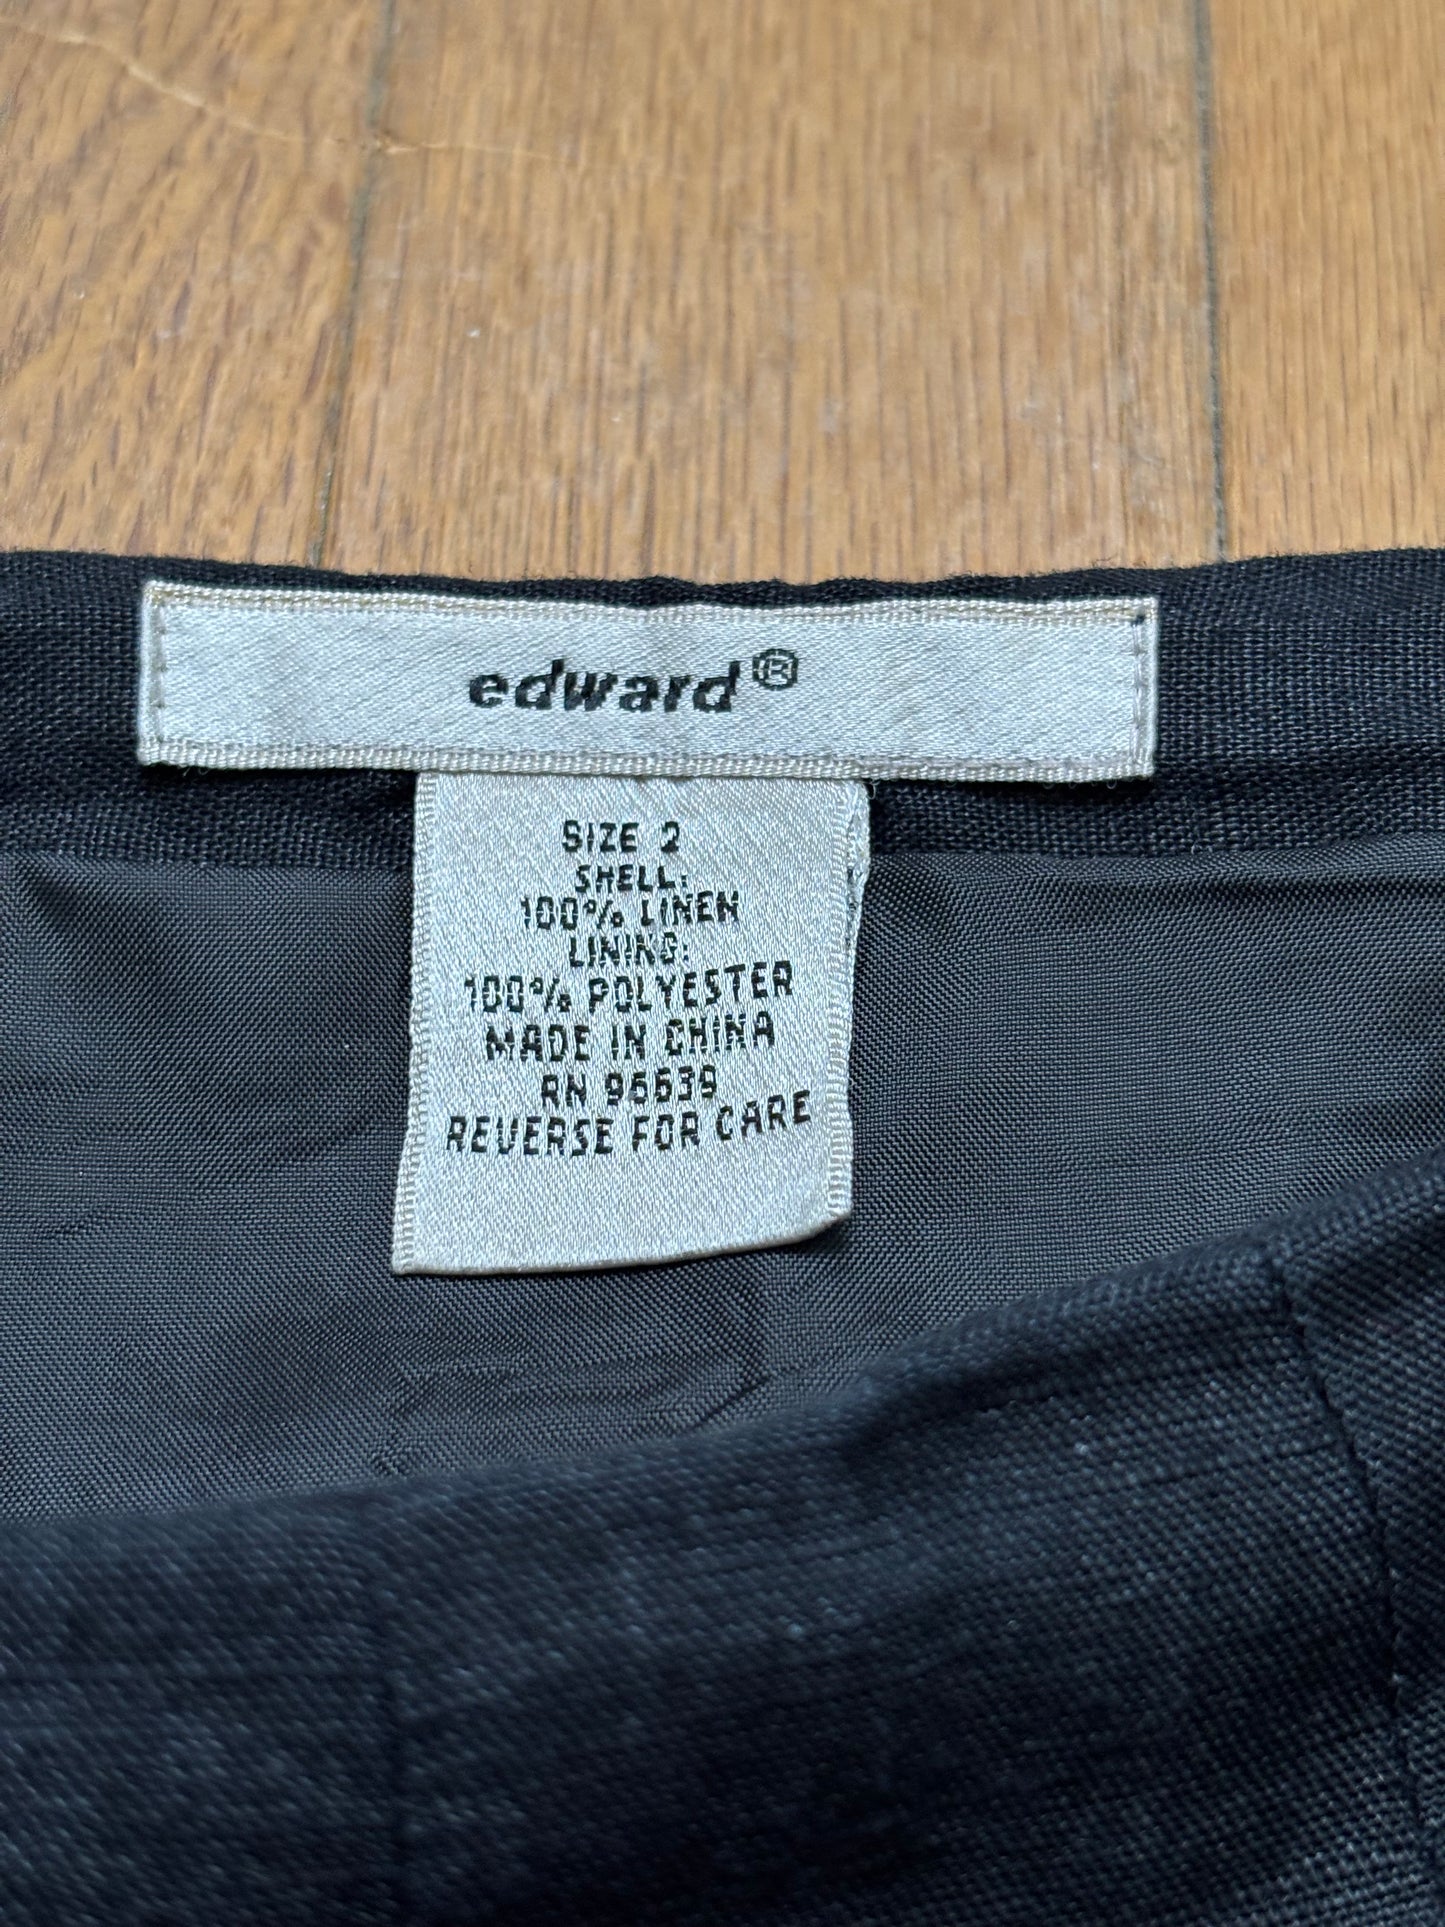 edward®
SIZE 2
SHELL:
100% LINEN
LINING:
100% POLYESTER
MADE IN CHINA
RN 95639
REVERSE FOR CARE